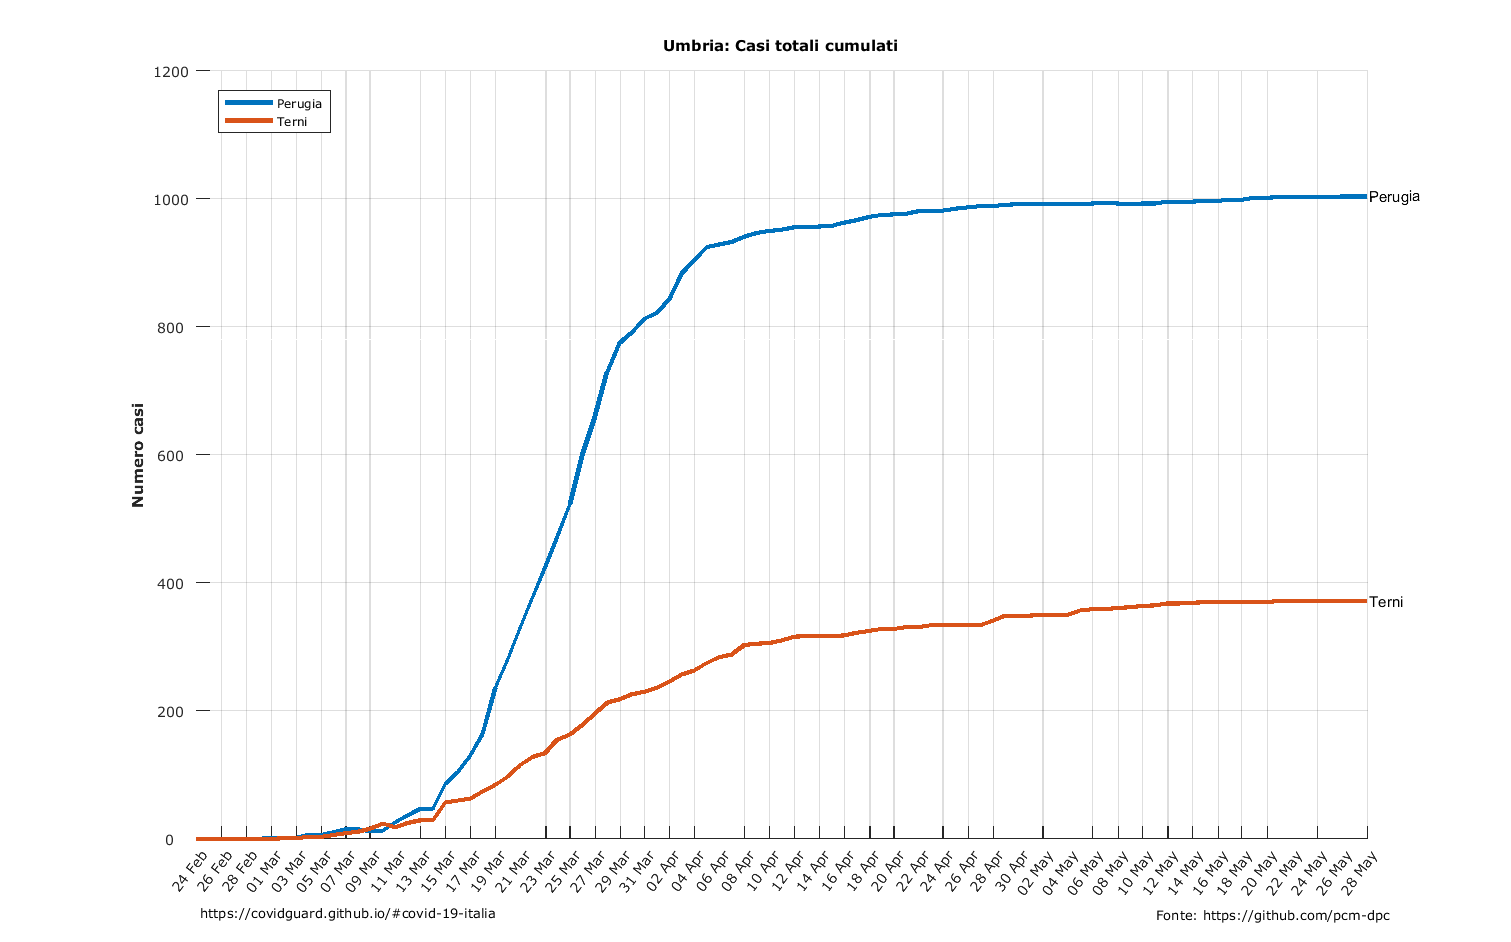 Umbria: Casi totali cumulati
1200
1000
800
600
400
200
0
Numero casi
Perugia
Terni
Perugia
Terni
24 Feb
26 Feb
28 Feb
01 Mar
03 Mar
05 Mar
07 Mar
09 Mar
11 Mar
13 Mar
15 Mar
17 Mar
19 Mar
21 Mar
23 Mar
25 Mar
27 Mar
29 Mar
31 Mar
02 Apr
04 Apr
06 Apr
08 Apr
10 Apr
12 Apr
14 Apr
16 Apr
18 Apr
20 Apr
22 Apr
24 Apr
26 Apr
28 Apr
30 Apr
02 May
04 May
06 May
08 May
10 May
12 May
14 May
16 May
18 May
20 May
22 May
24 May
26 May
28 May
https://covidguard.github.io/#covid-19-italia
Fonte: https://github.com/pcm-dpc